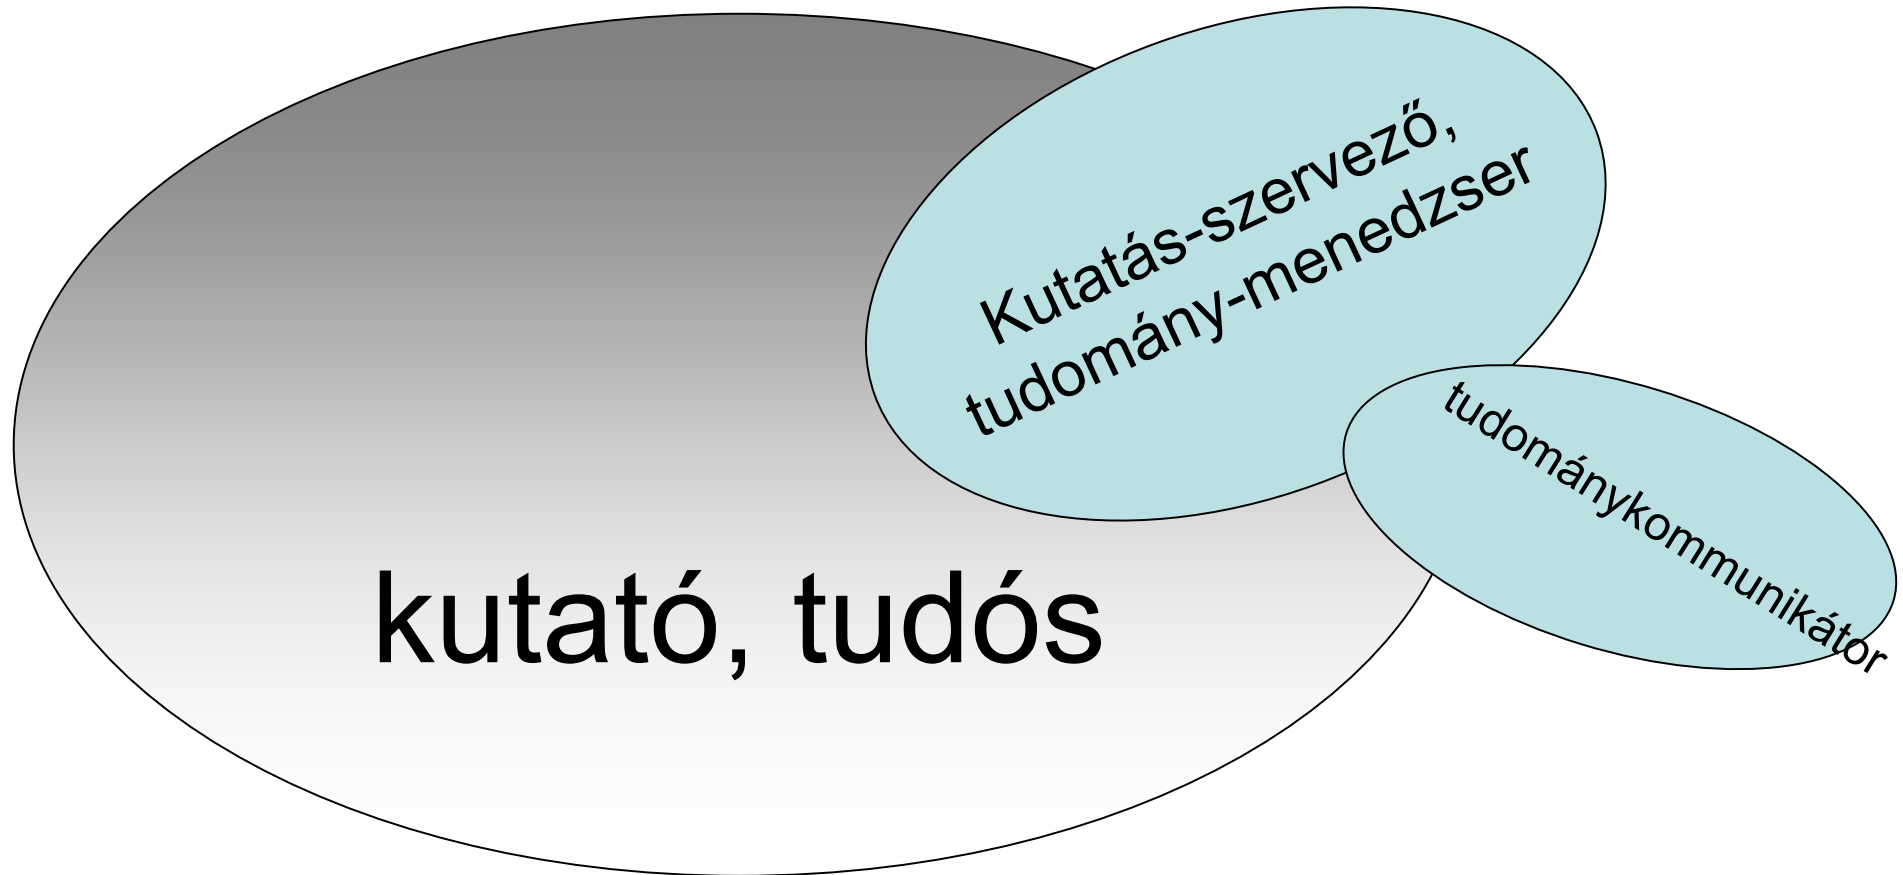 Kutatás-szervező,
tudomány-menedzser
tudománykommunikátor
kutató, tudós